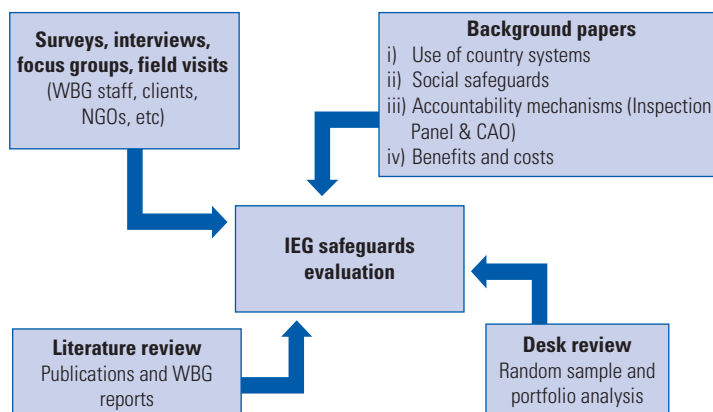 Surveys, interviews,
focus groups, field visits
(WBG staff, clients,
NGOs, etc)
Background papers
i) Use of country systems
ii) Social safeguards
iii) Accountability mechanisms (Inspection
Panel & CAO)
iv) Benefits and costs
IEG safeguards
evaluation
Literature review
Publications and WBG
reports
Desk review
Random sample and
portfolio analysis